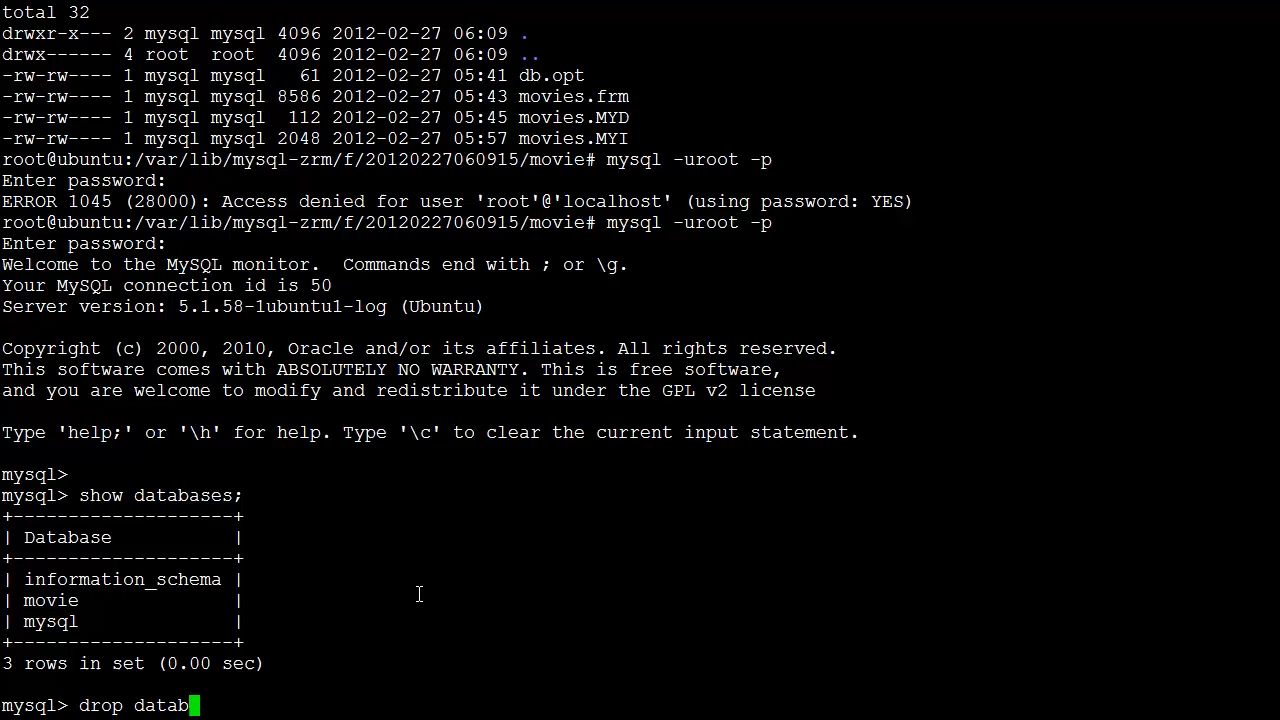 total 32
drwxr-x--- 2 mysql mysql 4096 2012-02-27 06:09 .
drwx------ 4 root  root  4096 2012-02-27 06:09 ..
-rw-rw---- 1 mysql mysql   61 2012-02-27 05:41 db.opt
-rw-rw---- 1 mysql mysql 8586 2012-02-27 05:43 movies.frm
-rw-rw---- 1 mysql mysql  112 2012-02-27 05:45 movies.MYD
-rw-rw---- 1 mysql mysql 2048 2012-02-27 05:57 movies.MYI
root@ubuntu:/var/lib/mysql-zrm/f/20120227060915/movie# mysql -uroot -p
Enter password:
ERROR 1045 (28000): Access denied for user 'root'@'localhost' (using password: YES)
root@ubuntu:/var/lib/mysql-zrm/f/20120227060915/movie# mysql -uroot -p
Enter password:
Welcome to the MySQL monitor.  Commands end with ; or \g.
Your MySQL connection id is 50
Server version: 5.1.58-1ubuntu1-log (Ubuntu)

Copyright (c) 2000, 2010, Oracle and/or its affiliates. All rights reserved.
This software comes with ABSOLUTELY NO WARRANTY. This is free software,
and you are welcome to modify and redistribute it under the GPL v2 license

Type 'help;' or '\h' for help. Type '\c' to clear the current input statement.

mysql>
mysql> show databases;
+--------------------+
| Database           |
+--------------------+
| information_schema |
| movie              |
| mysql              |
+--------------------+
3 rows in set (0.00 sec)

mysql> drop datab